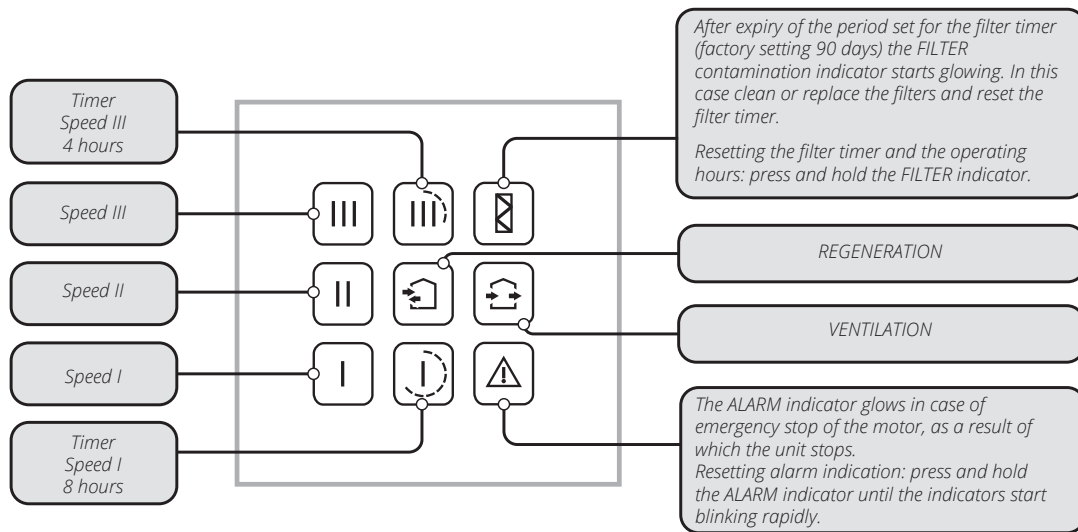 Timer
Speed III
4 hours
Speed III
Speed II
Speed I
Timer
Speed I
8 hours
III
III
II
I
I
!
After expiry of the period set for the filter timer
(factory setting 90 days) the FILTER
contamination indicator starts glowing. In this
case clean or replace the filters and reset the
filter timer.
Resetting the filter timer and the operating
hours: press and hold the FILTER indicator.
REGENERATION
VENTILATION
The ALARM indicator glows in case of
emergency stop of the motor, as a result of
which the unit stops.
Resetting alarm indication: press and hold
the ALARM indicator until the indicators start
blinking rapidly.